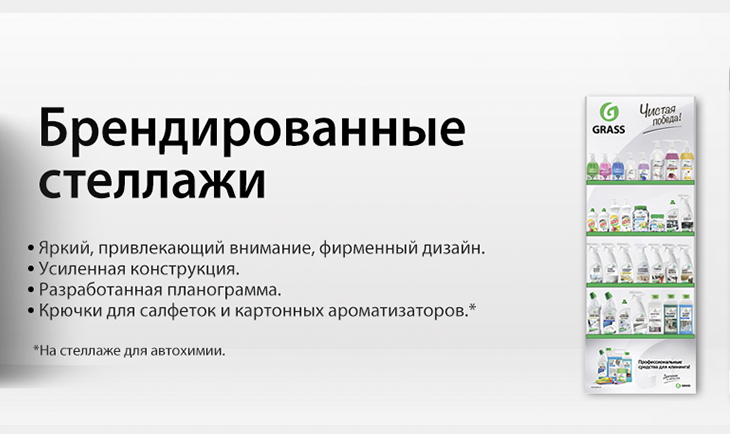 Брендированные
стеллажи
• Яркий, привлекающий внимание, фирменный дизайн.
• Усиленная конструкция.
• Разработанная планограмма.
• Крючки для салфеток и картонных ароматизаторов.*
*На стеллаже для автохимии.
GRASS
Чистая
победа!
Профессиональные
средства для клининга!
GRASS